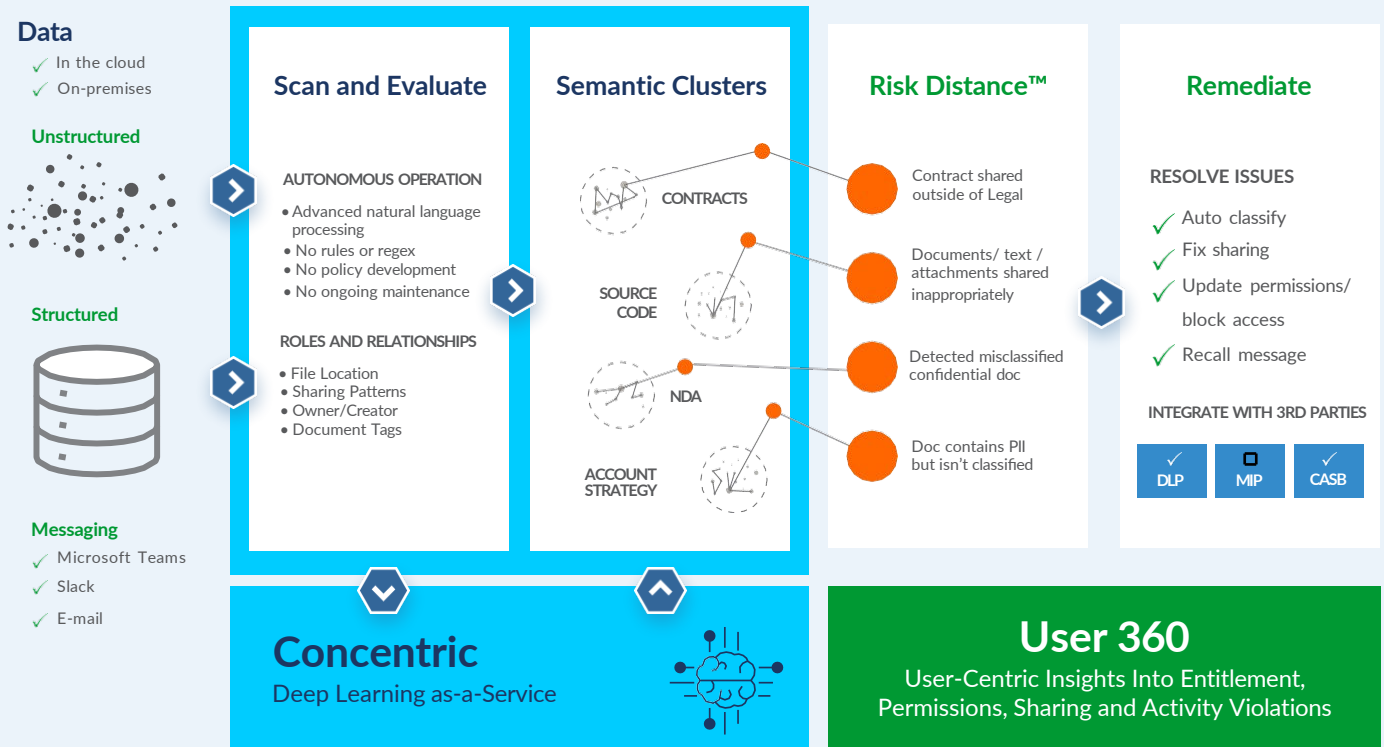 Data
In the cloud
On-premises
Unstructured
Structured
Messaging
Microsoft Teams
Slack
E-mail
Scan and Evaluate
AUTONOMOUS OPERATION
• Advanced natural language
processing
• No rules or regex
• No policy development
• No ongoing maintenance
ROLES AND RELATIONSHIPS
• File Location
• Sharing Patterns
• Owner/Creator
• Document Tags
Semantic Clusters
CONTRACTS
SOURCE
CODE
NDA
ACCOUNT
STRATEGY
Risk Distance™
Contract shared
outside of Legal
Documents/ text /
attachments shared
inappropriately
Detected misclassified
confidential doc
Doc contains PII
but isn't classified
Remediate
RESOLVE ISSUES
Auto classify
Fix sharing
Update permissions/
block access
Recall message
INTEGRATE WITH 3RD PARTIES
DLP
MIP
CASB
Concentric
Deep Learning as-a-Service
User 360
User-Centric Insights Into Entitlement,
Permissions, Sharing and Activity Violations